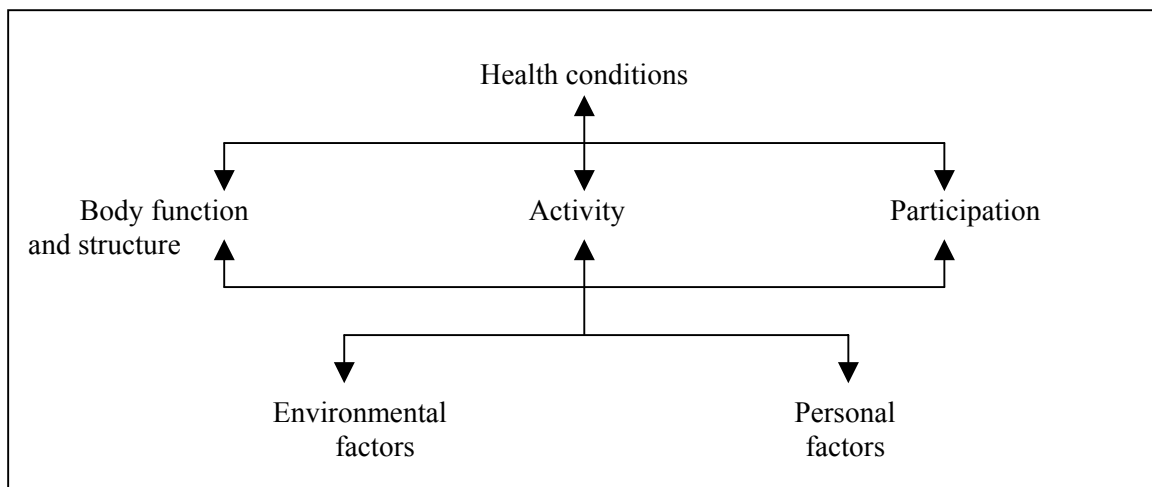 Health conditions
Body function
and structure
Activity
Participation
Environmental
factors
Personal
factors